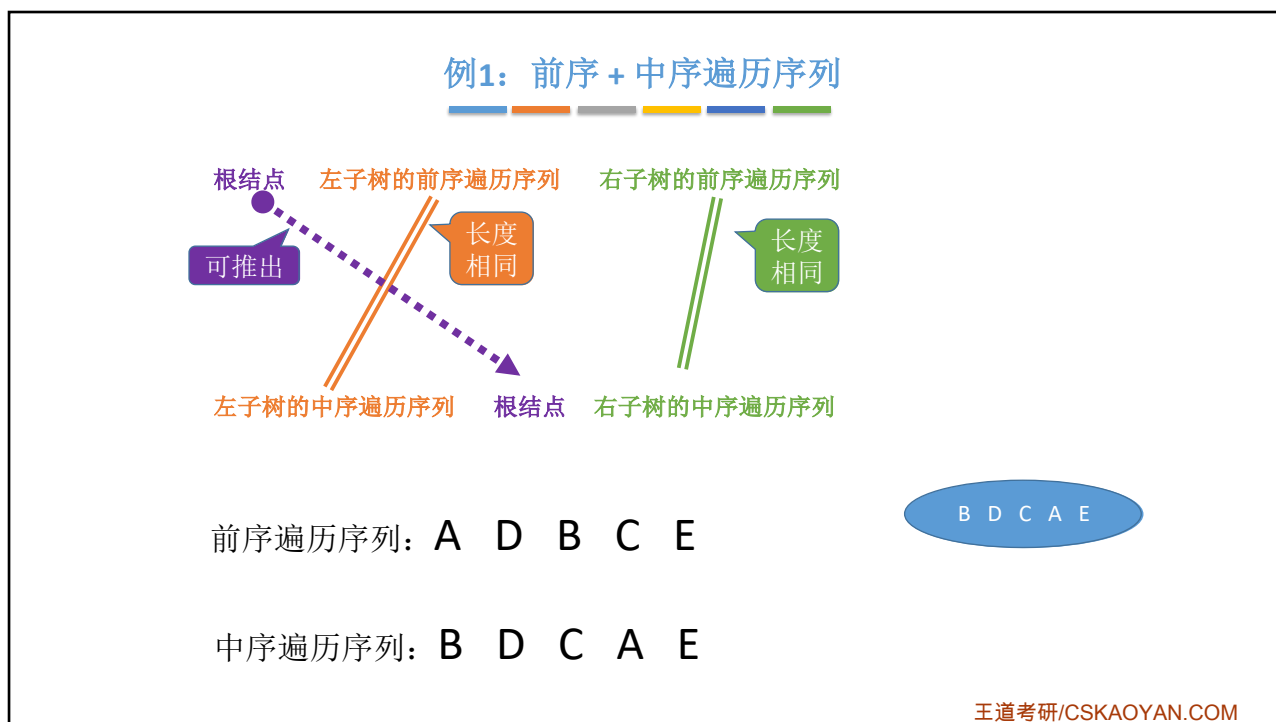 例1：前序 + 中序遍历序列
根结点 左子树的前序遍历序列 右子树的前序遍历序列
可推出
长度
相同
长度
相同
左子树的中序遍历序列 根结点 右子树的中序遍历序列
B D C A E
前序遍历序列：A D B C E
中序遍历序列：B D C A E
王道考研/CSKAOYAN.COM